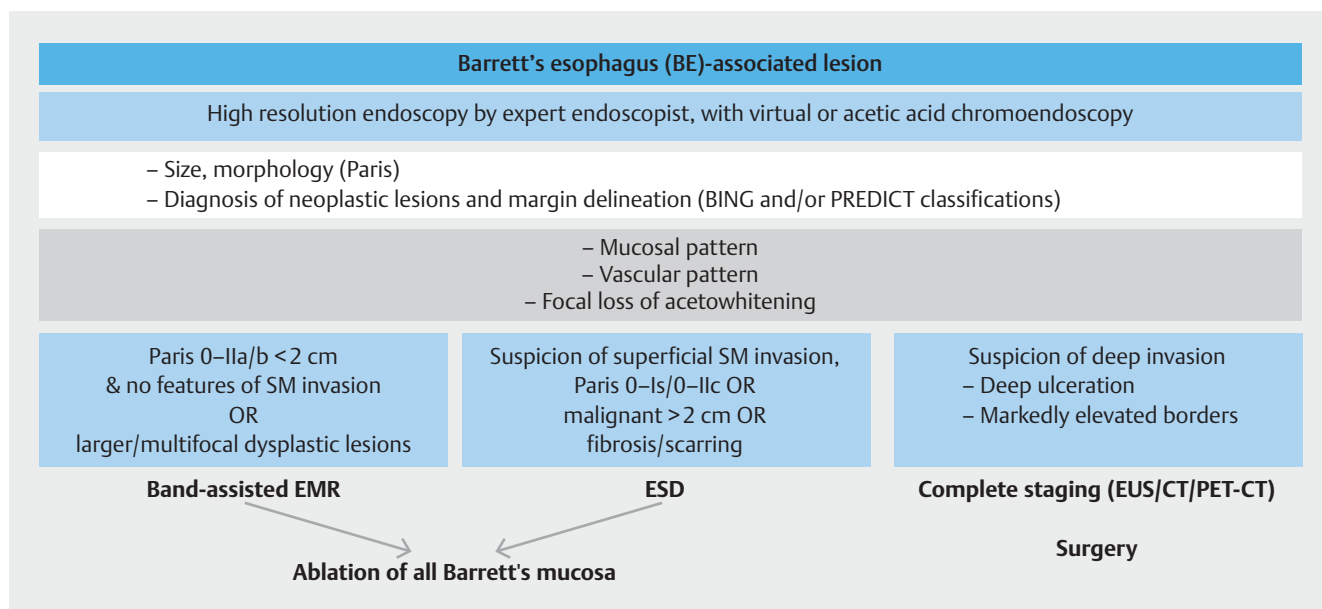 Barrett’s esophagus (BE)-associated lesion
High resolution endoscopy by expert endoscopist, with virtual or acetic acid chromoendoscopy
– Size, morphology (Paris)
– Diagnosis of neoplastic lesions and margin delineation (BING and/or PREDICT classifications)
– Mucosal pattern
– Vascular pattern
– Focal loss of acetowhitening
Paris 0–IIa/b <2 cm
& no features of SM invasion
OR
larger/multifocal dysplastic lesions
Band-assisted EMR
Suspicion of superficial SM invasion,
Paris 0–Is/0–IIc OR
malignant >2 cm OR
fibrosis/scarring
ESD
Suspicion of deep invasion
– Deep ulceration
– Markedly elevated borders
Complete staging (EUS/CT/PET-CT)
Surgery
Ablation of all Barrett's mucosa